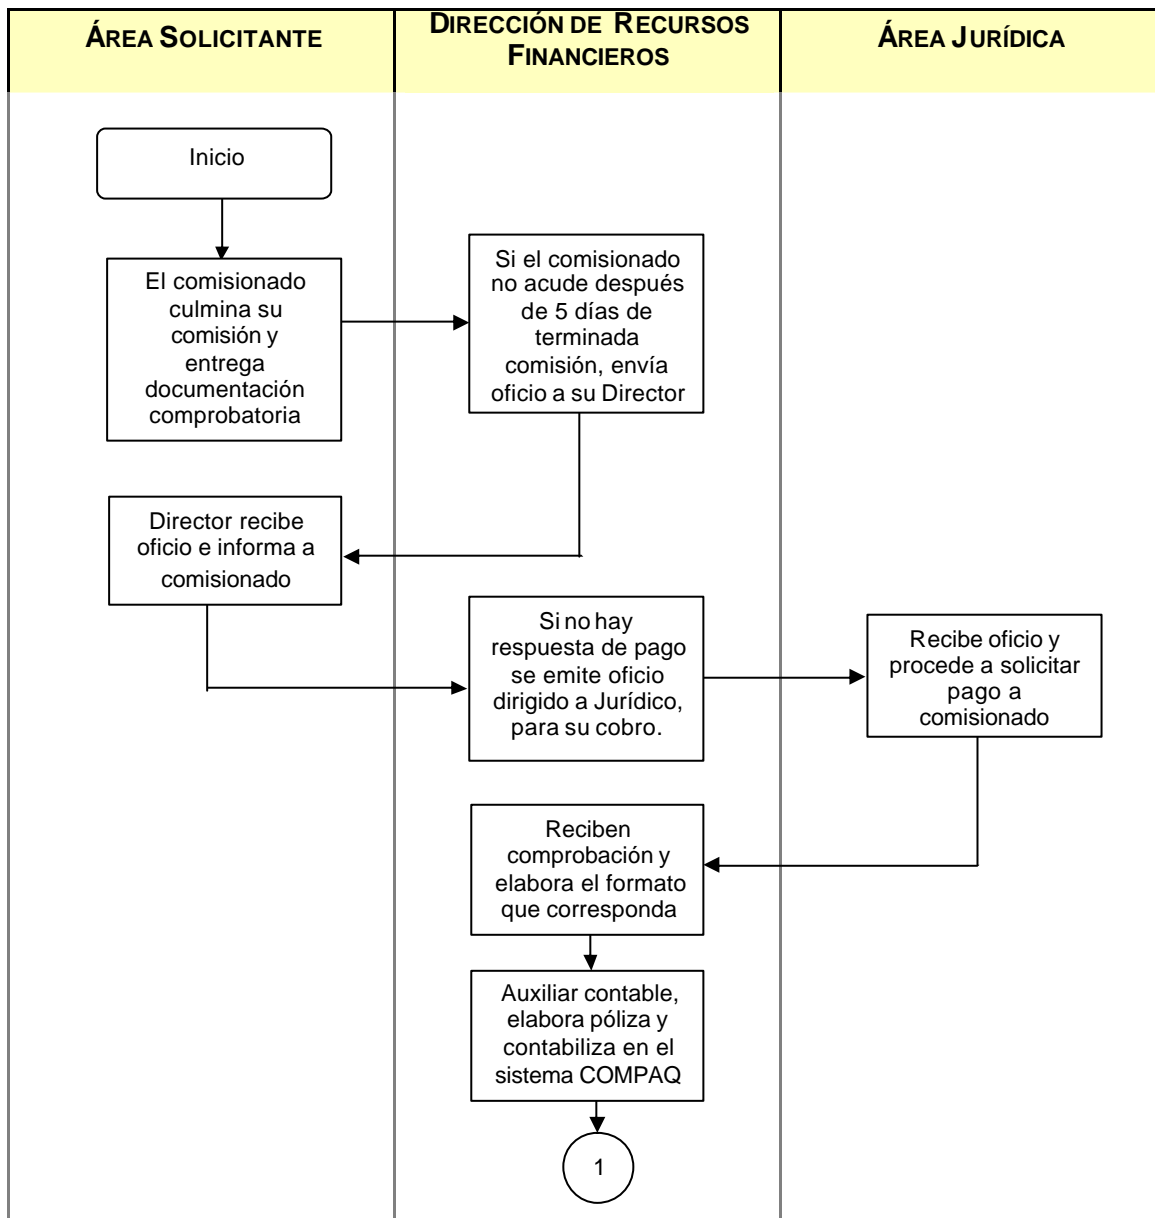 ÁREA SOLICITANTE
DIRECCIÓN DE RECURSOS
FINANCIEROS
ÁREA JURÍDICA
Inicio
El comisionado
culmina su
comisión y
entrega
documentación
comprobatoria
Si el comisionado
no acude después
de 5 días de
terminada
comisión, envía
oficio a su Director
Director recibe
oficio e informa a
comisionado
Si no hay
respuesta de pago
se emite oficio
dirigido a Jurídico,
para su cobro.
Recibe oficio y
procede a solicitar
pago a
comisionado
Reciben
comprobación y
elabora el formato
que corresponda
Auxiliar contable,
elabora póliza y
contabiliza en el
sistema COMPAQ
1